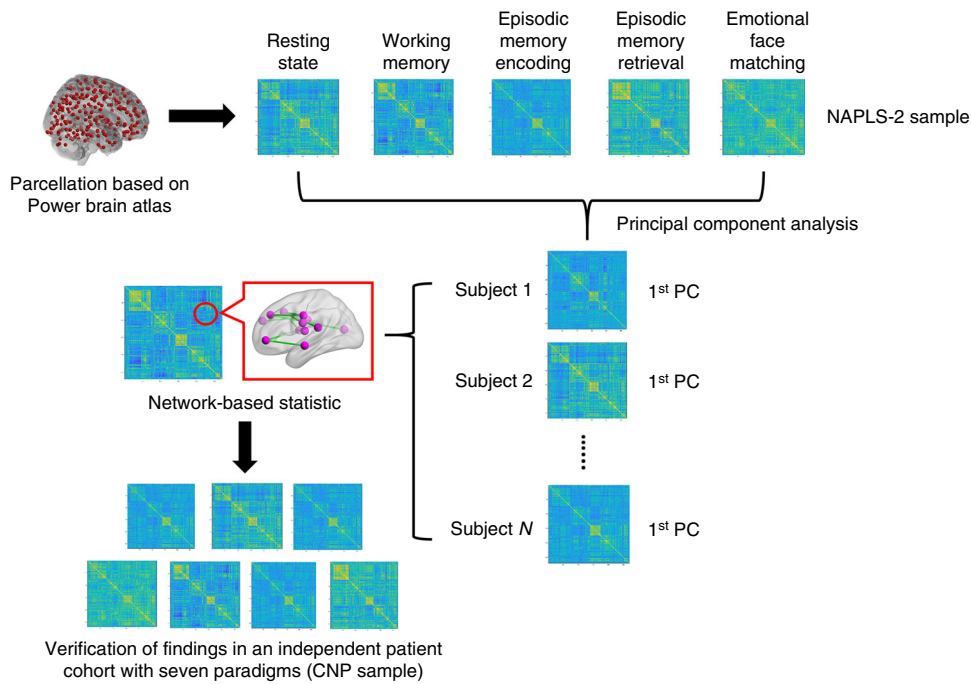 Resting
state
Working
memory
Episodic
memory
encoding
Episodic
memory
retrieval
Emotional
face
matching
NAPLS-2 sample
Parcellation based on
Power brain atlas
Principal component analysis
Subject 1
1st PC
Subject 2
1st PC
Network-based statistic
Subject N
1st PC
Verification of findings in an independent patient
cohort with seven paradigms (CNP sample)